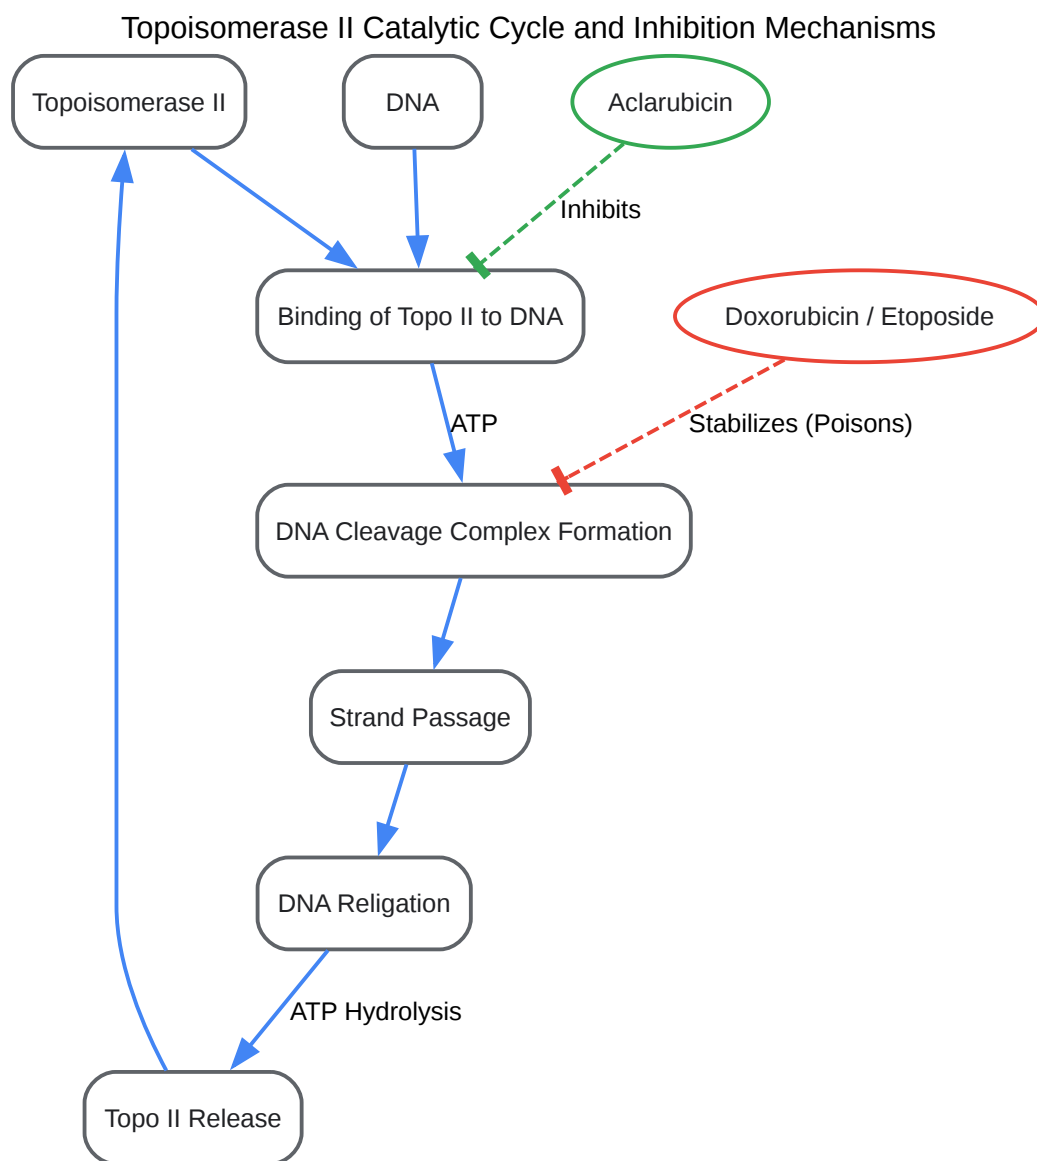 Topoisomerase II Catalytic Cycle and Inhibition Mechanisms
Topoisomerase II
DNA
Aclarubicin
Inhibits
Binding of Topo II to DNA
Doxorubicin / Etoposide
ATP
Stabilizes (Poisons)
DNA Cleavage Complex Formation
Strand Passage
DNA Religation
ATP Hydrolysis
Topo II Release